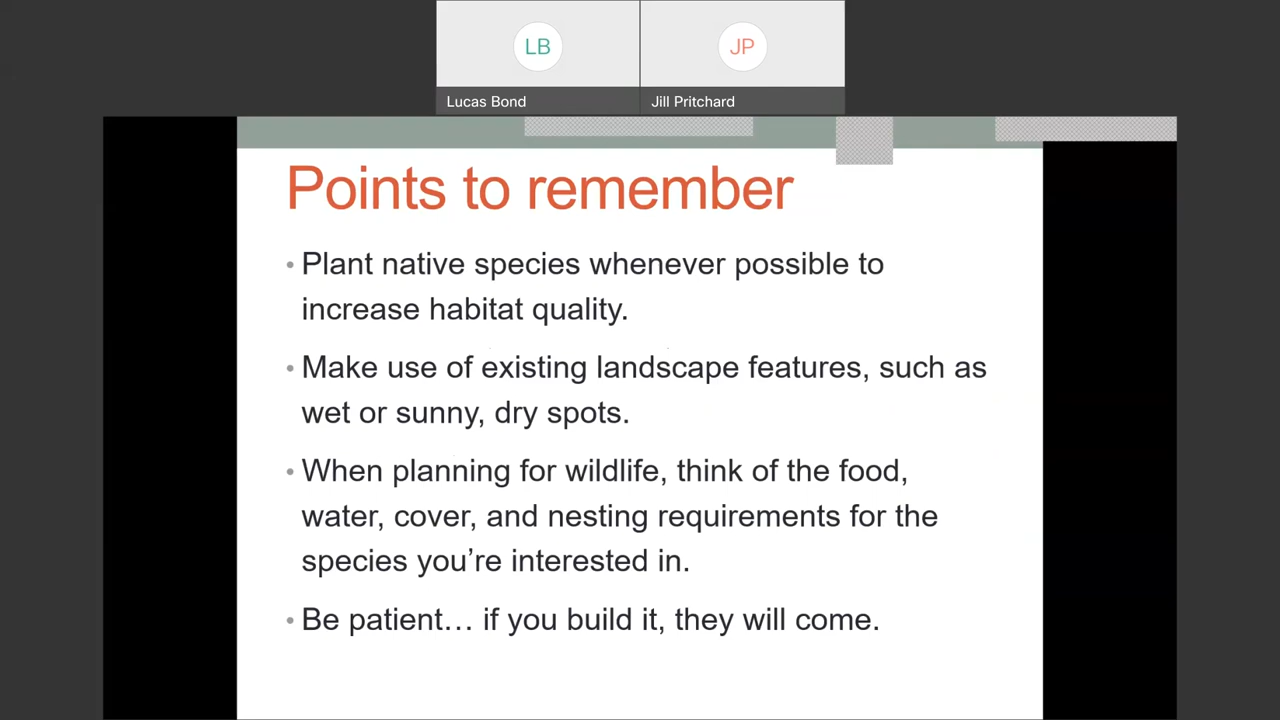 LB
JP
Lucas Bond
Jill Pritchard
Points to remember
• Plant native species whenever possible to
increase habitat quality.
• Make use of existing landscape features, such as
wet or sunny, dry spots.
• When planning for wildlife, think of the food,
water, cover, and nesting requirements for the
species you’re interested in.
• Be patient… if you build it, they will come.